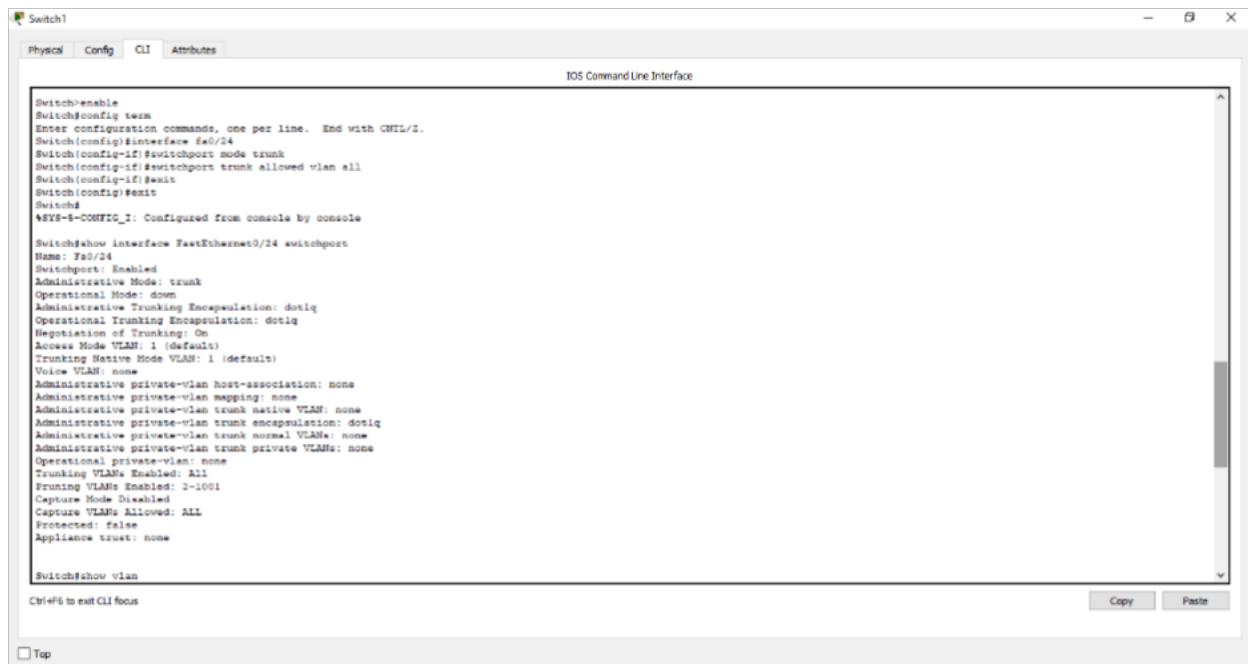 Switch1
Physical Config CLI Attributes
IOS Command Line Interface
Switch>enable
Switch#config term
Enter configuration commands, one per line. End with CNTL/Z.
Switch(config)#interface fa0/24
Switch(config-if)#switchport mode trunk
Switch(config-if)#switchport trunk allowed vlan all
Switch(config-if)#exit
Switch(config)#exit
Switch#
%SYS-5-CONFIG_I: Configured from console by console
Switch#show interface FastEthernet0/24 switchport
Name: Fa0/24
Switchport: Enabled
Administrative Mode: trunk
Operational Mode: down
Administrative Trunking Encapsulation: dot1q
Operational Trunking Encapsulation: dot1q
Negotiation of Trunking: On
Access Mode VLAN: 1 (default)
Trunking Native Mode VLAN: 1 (default)
Voice VLAN: none
Administrative private-vlan host-association: none
Administrative private-vlan mapping: none
Administrative private-vlan trunk native VLAN: none
Administrative private-vlan trunk encapsulation: dot1q
Administrative private-vlan trunk normal VLANs: none
Administrative private-vlan trunk private VLANs: none
Operational private-vlan: none
Trunking VLANs Enabled: All
Pruning VLANs Enabled: 2-1001
Capture Mode Disabled
Capture VLANs Allowed: ALL
Protected: false
Appliance trust: none
Switch#show vlan
Ctrl+F6 to exit CLI focus
Copy Paste
Top